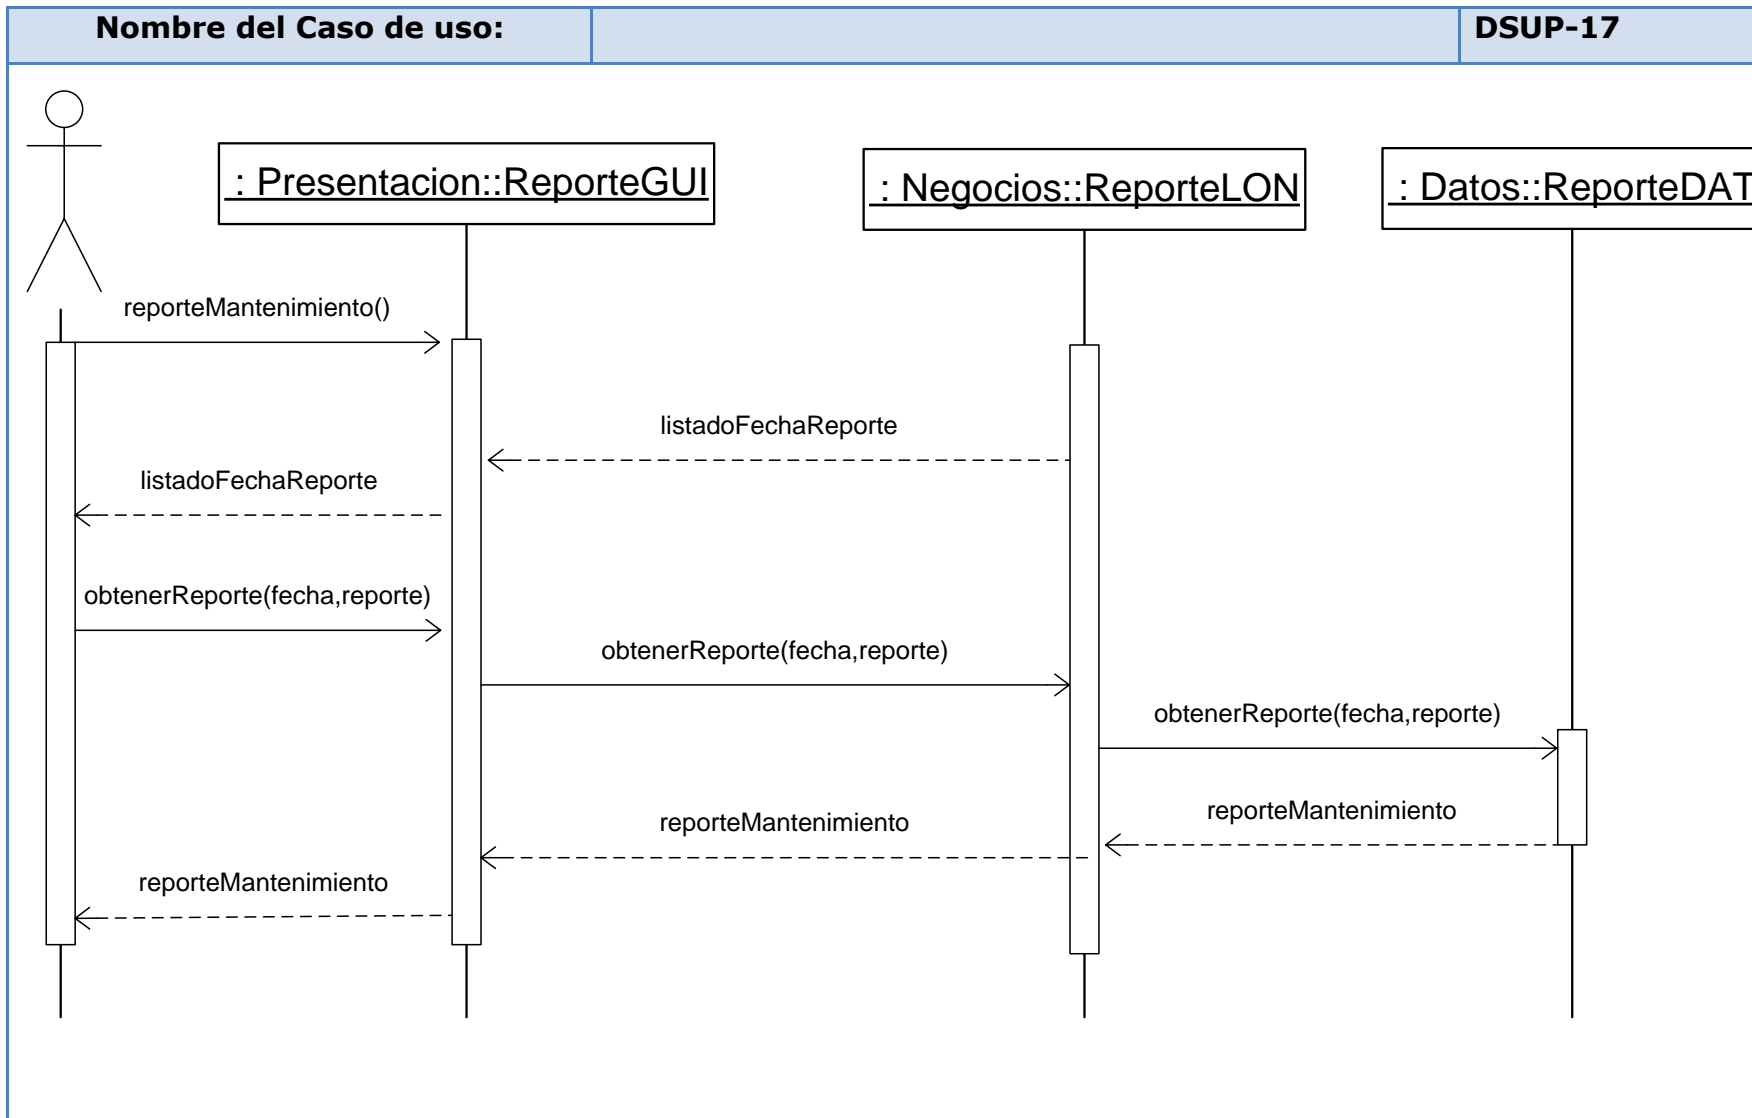 Nombre del Caso de uso:
DSUP-17
: Presentacion::ReporteGUI
: Negocios::ReporteLON
: Datos::ReporteDAT
reporteMantenimiento()
listadoFechaReporte
listadoFechaReporte
obtenerReporte(fecha,reporte)
obtenerReporte(fecha,reporte)
obtenerReporte(fecha,reporte)
reporteMantenimiento
reporteMantenimiento
reporteMantenimiento